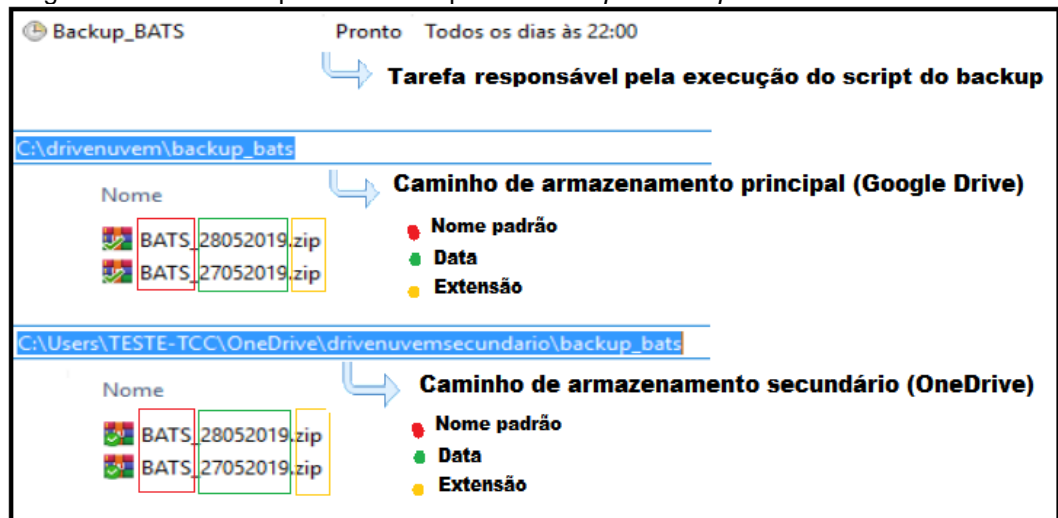 Backup_BATS Pronto Todos os dias às 22:00
Tarefa responsável pela execução do script do backup
C:\drivenuvem\backup_bats
Caminho de armazenamento principal (Google Drive)
Nome
Nome padrão
BATS_28052019.zip
Data
BATS_27052019.zip
Extensão
C:\Users\TESTE-TCC\OneDrive\drivenuvemsecundario\backup_bats
Caminho de armazenamento secundário (OneDrive)
Nome
Nome padrão
BATS_28052019.zip
Data
BATS_27052019.zip
Extensão